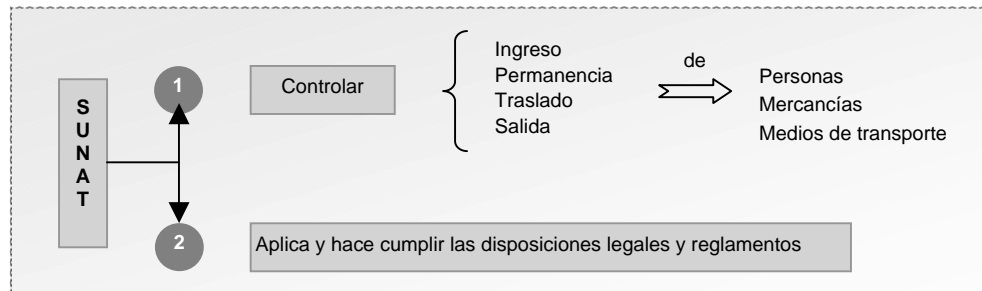 SUNAT
1
Controlar
Ingreso
Permanencia
Traslado
Salida
de
Personas
Mercancías
Medios de transporte
2
Aplica y hace cumplir las disposiciones legales y reglamentos